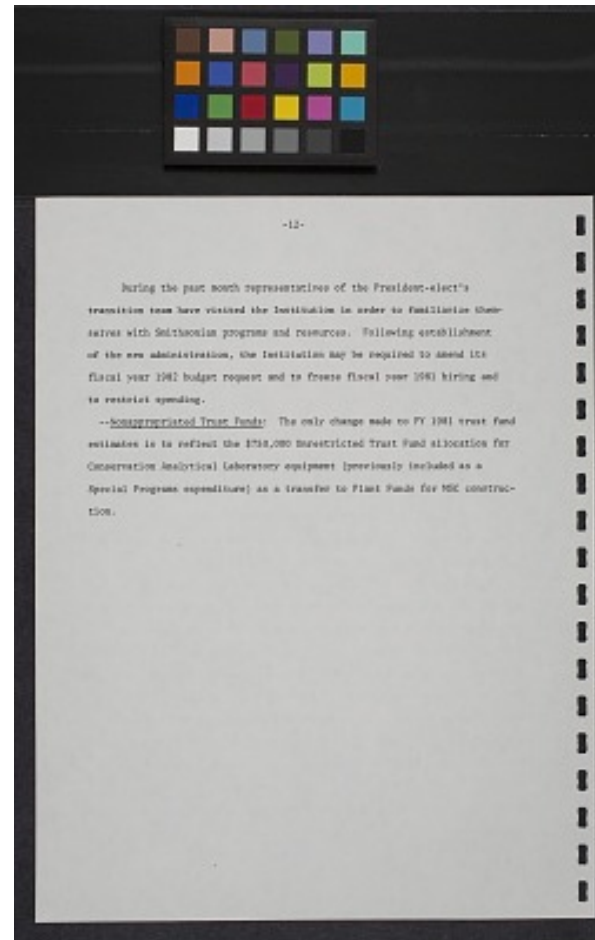 -12-
During the past month representatives of the President-elect's
transition team have visited the Institution in order to familiarize them-
selves with Smithsonian programs and resources. Following establishment
of the new administration, the Institution may be required to amend its
fiscal year 1982 budget request and to freeze fiscal year 1981 hiring and
to restrict spending.
--Nonappropriated Trust Funds: The only change made to FY 1981 trust fund
estimates is to reflect the $750,000 Unrestricted Trust Fund allocation for
Conservation Analytical Laboratory equipment (previously included as a
Special Programs expenditure) as a transfer to Plant Funds for MSC construc-
tion.